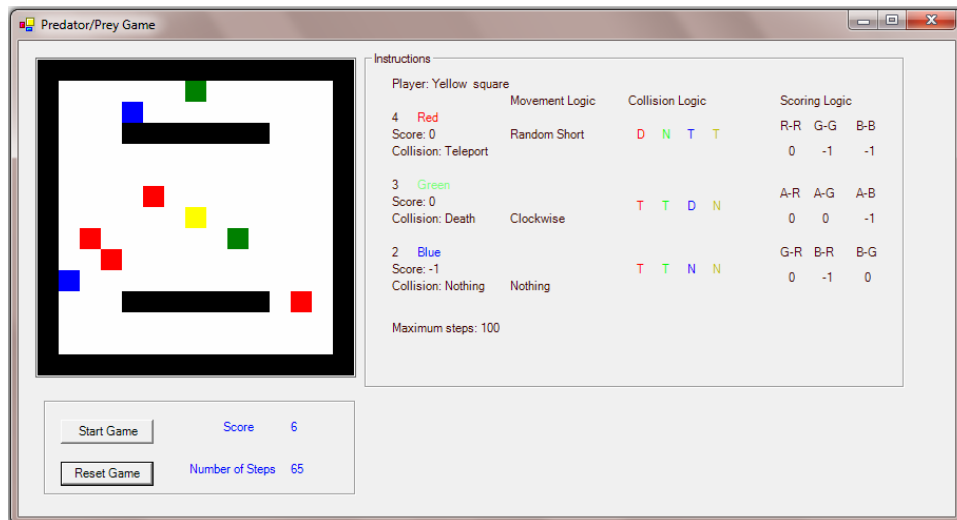 Predator/Prey Game
Instructions
Player: Yellow square
Movement Logic Collision Logic Scoring Logic
4 Red
Score: 0 Random Short D N T T R-R G-G B-B
Collision: Teleport 0 -1 -1
3 Green
Score: 0 T T D N A-R A-G A-B
Collision: Death Clockwise 0 0 -1
2 Blue G-R B-R B-G
Score: -1 T T N N
Collision: Nothing Nothing 0 -1 0
Maximum steps: 100
Start Game Score 6
Reset Game Number of Steps 65